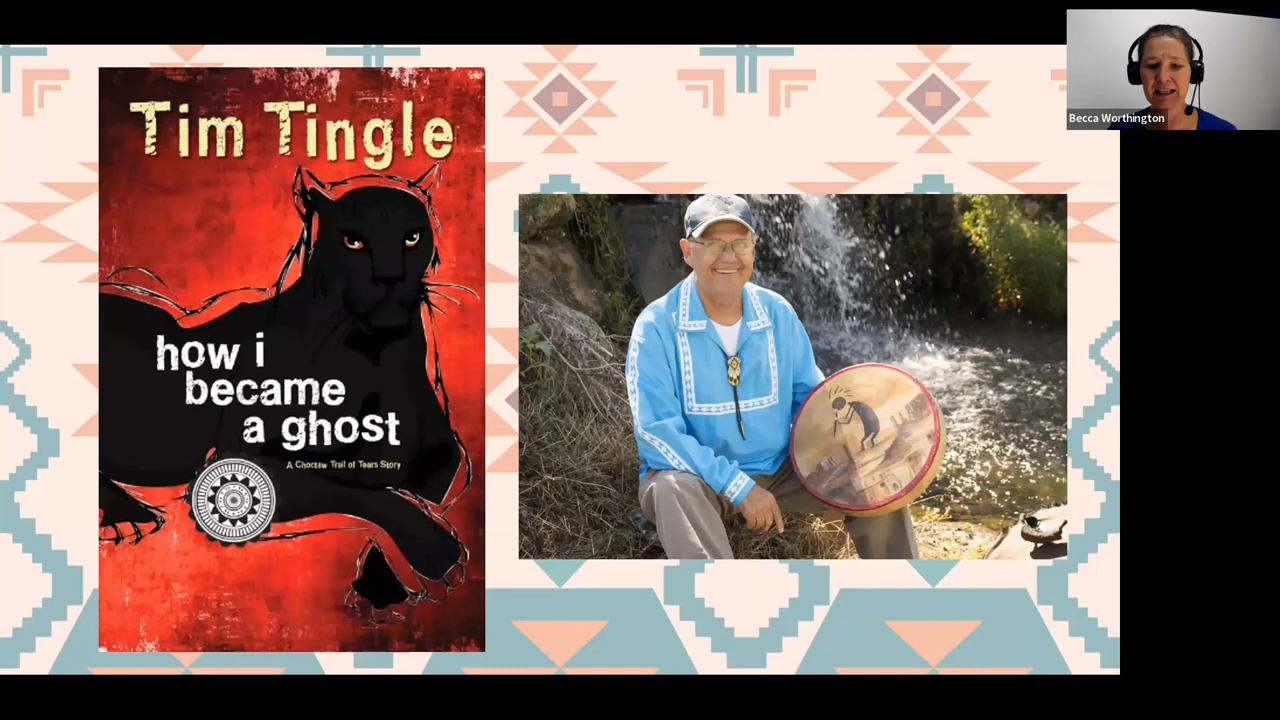 Tim Tingle
how i
became
a ghost
A Choctaw Trail of Tears Story
Becca Worthington